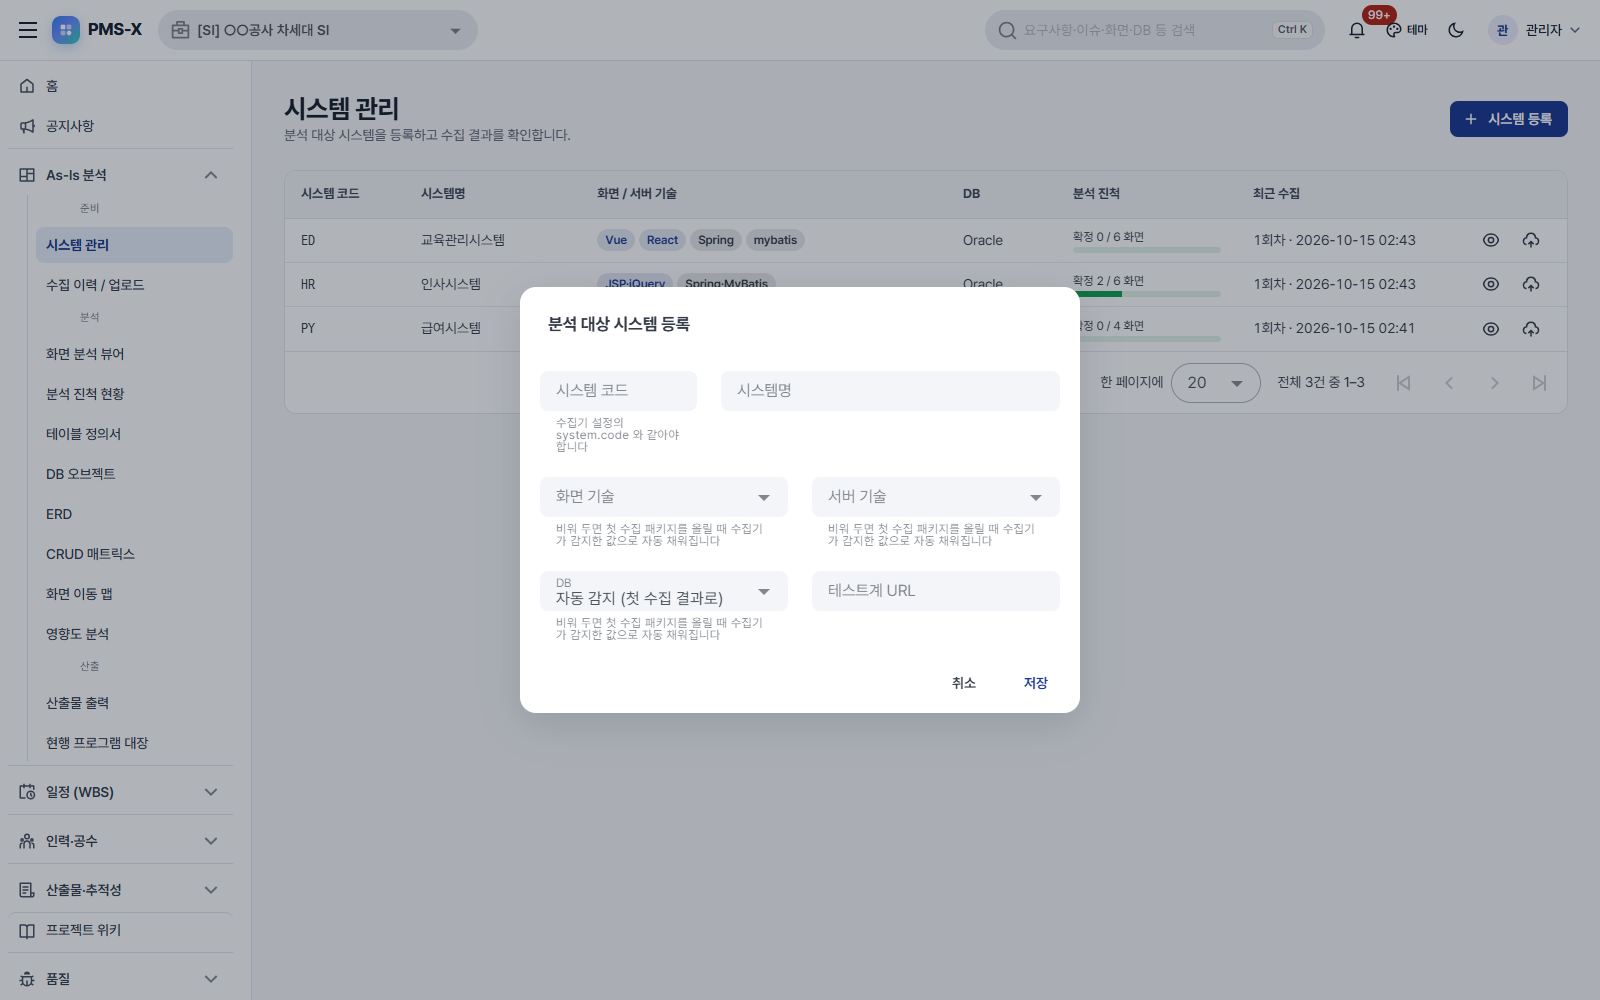 PMS-X
[SI] 〇〇공사 차세대 SI
요구사항·이슈·화면·DB 등 검색
Ctrl K
99+
테마
관
관리자
홈
공지사항
As-Is 분석
준비
시스템 관리
수집 이력 / 업로드
분석
화면 분석 뷰어
분석 진척 현황
테이블 정의서
DB 오브젝트
ERD
CRUD 매트릭스
화면 이동 맵
영향도 분석
산출
산출물 출력
현행 프로그램 대장
일정 (WBS)
인력·공수
산출물·추적성
프로젝트 위키
품질
시스템 관리
분석 대상 시스템을 등록하고 수집 결과를 확인합니다.
시스템 등록
시스템 코드 시스템명 화면 / 서버 기술 DB 분석 진척 최근 수집
ED 교육관리시스템 Vue React Spring mybatis Oracle 확정 0 / 6 화면 1회차 · 2026-10-15 02:43
HR 인사시스템 JSP·jQuery Spring·MyBatis Oracle 확정 2 / 6 화면 1회차 · 2026-10-15 02:43
PY 급여시스템 확정 0 / 4 화면 1회차 · 2026-10-15 02:41
한 페이지에 20 전체 3건 중 1–3
분석 대상 시스템 등록
시스템 코드
시스템명
수집기 설정의
system.code 와 같아야
합니다
화면 기술
비워 두면 첫 수집 패키지를 올릴 때 수집기
가 감지한 값으로 자동 채워집니다
서버 기술
비워 두면 첫 수집 패키지를 올릴 때 수집기
가 감지한 값으로 자동 채워집니다
DB
자동 감지 (첫 수집 결과로)
비워 두면 첫 수집 패키지를 올릴 때 수집기
가 감지한 값으로 자동 채워집니다
테스트계 URL
취소
저장